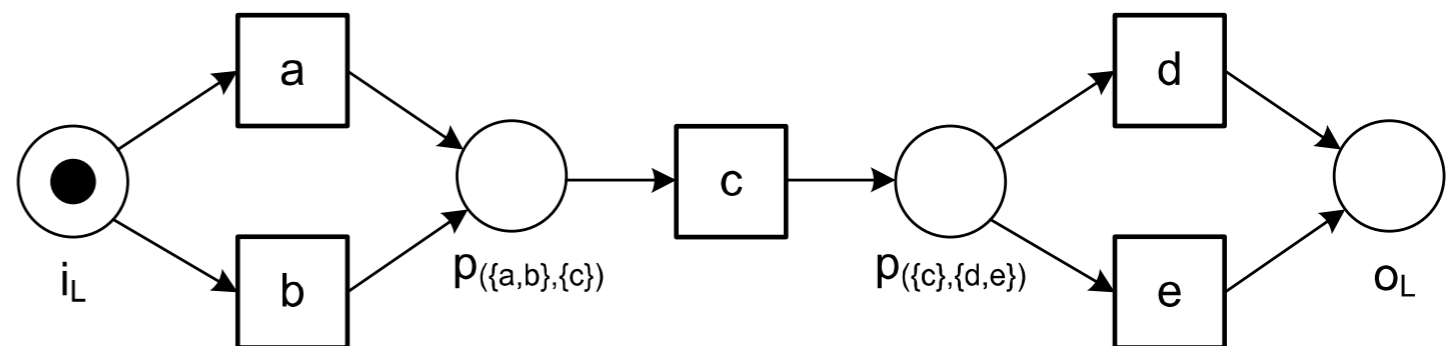 a
d
c
b
e
i_L
p_({a,b},{c})
p_({c},{d,e})
o_L